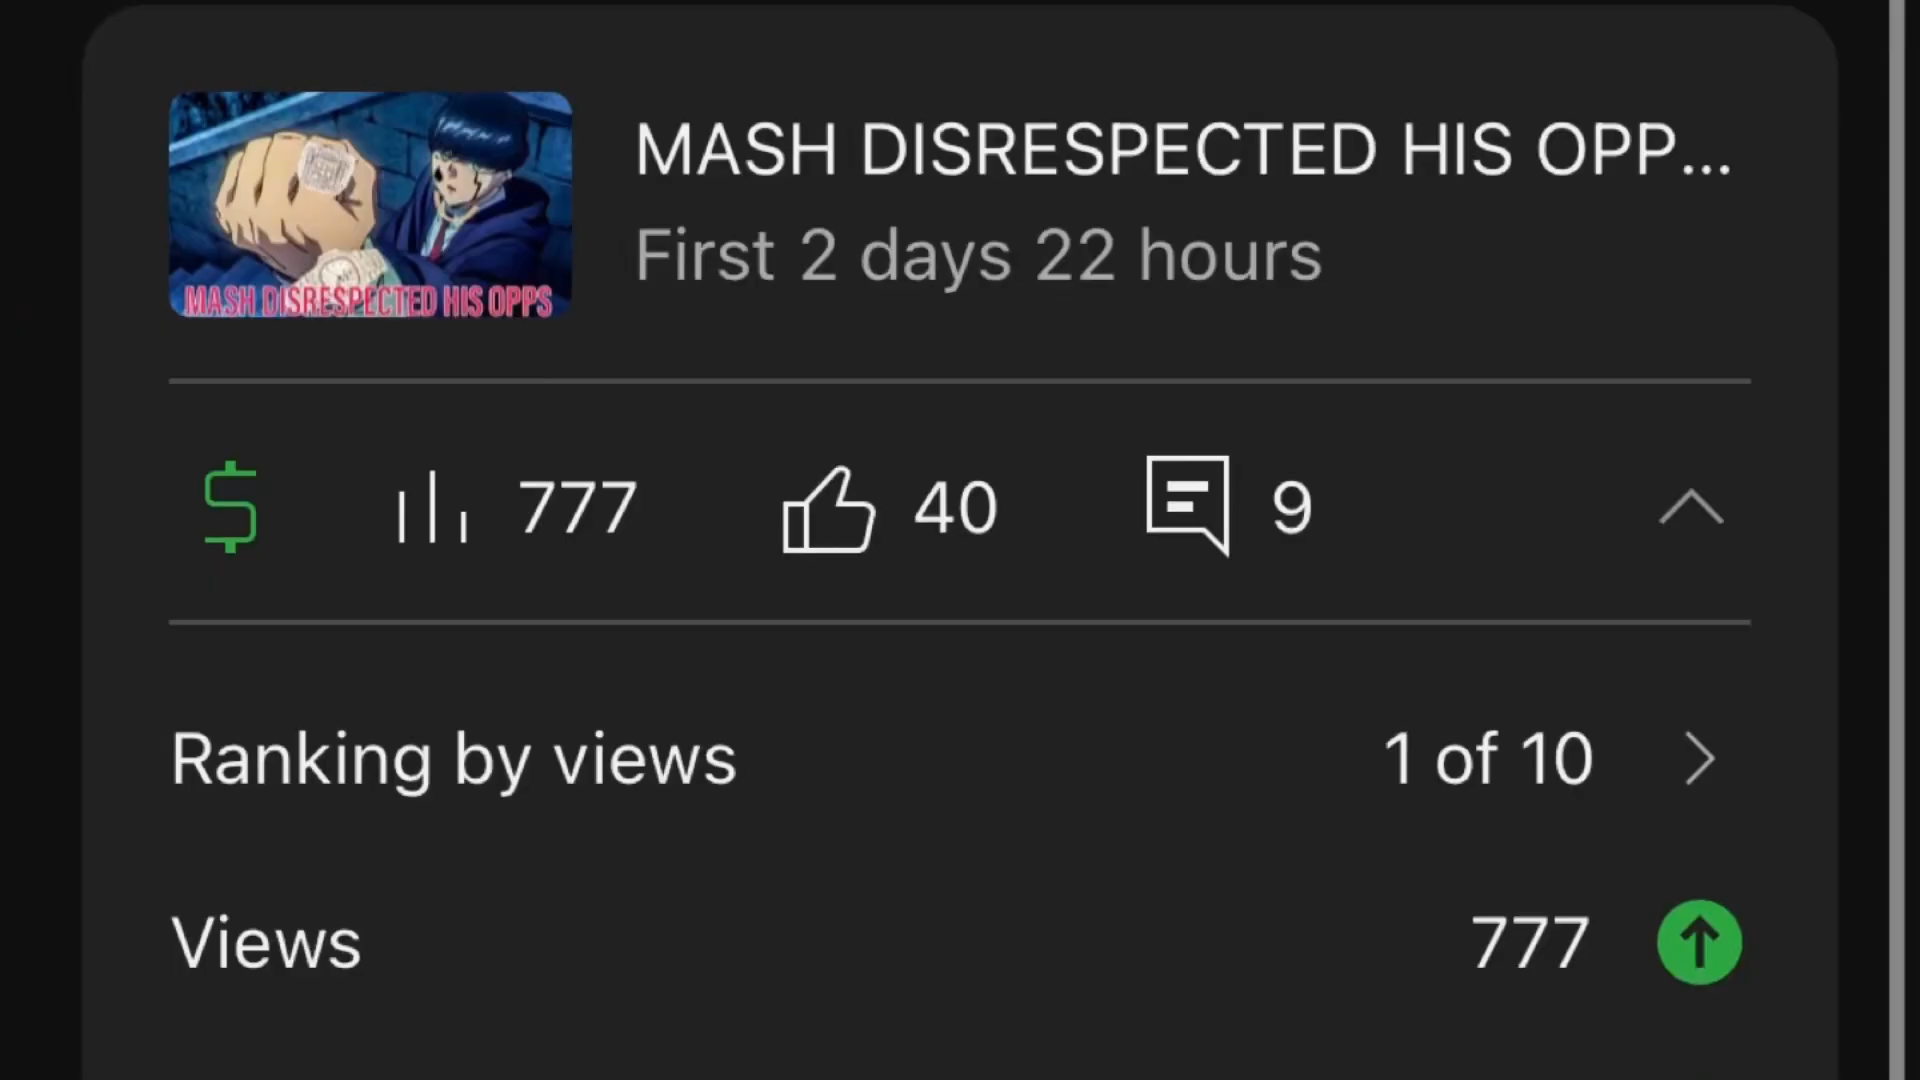 MASH DISRESPECTED HIS OPP...
First 2 days 22 hours
MASH DISRESPECTED HIS OPPS
777 40 9
Ranking by views 1 of 10
Views 777